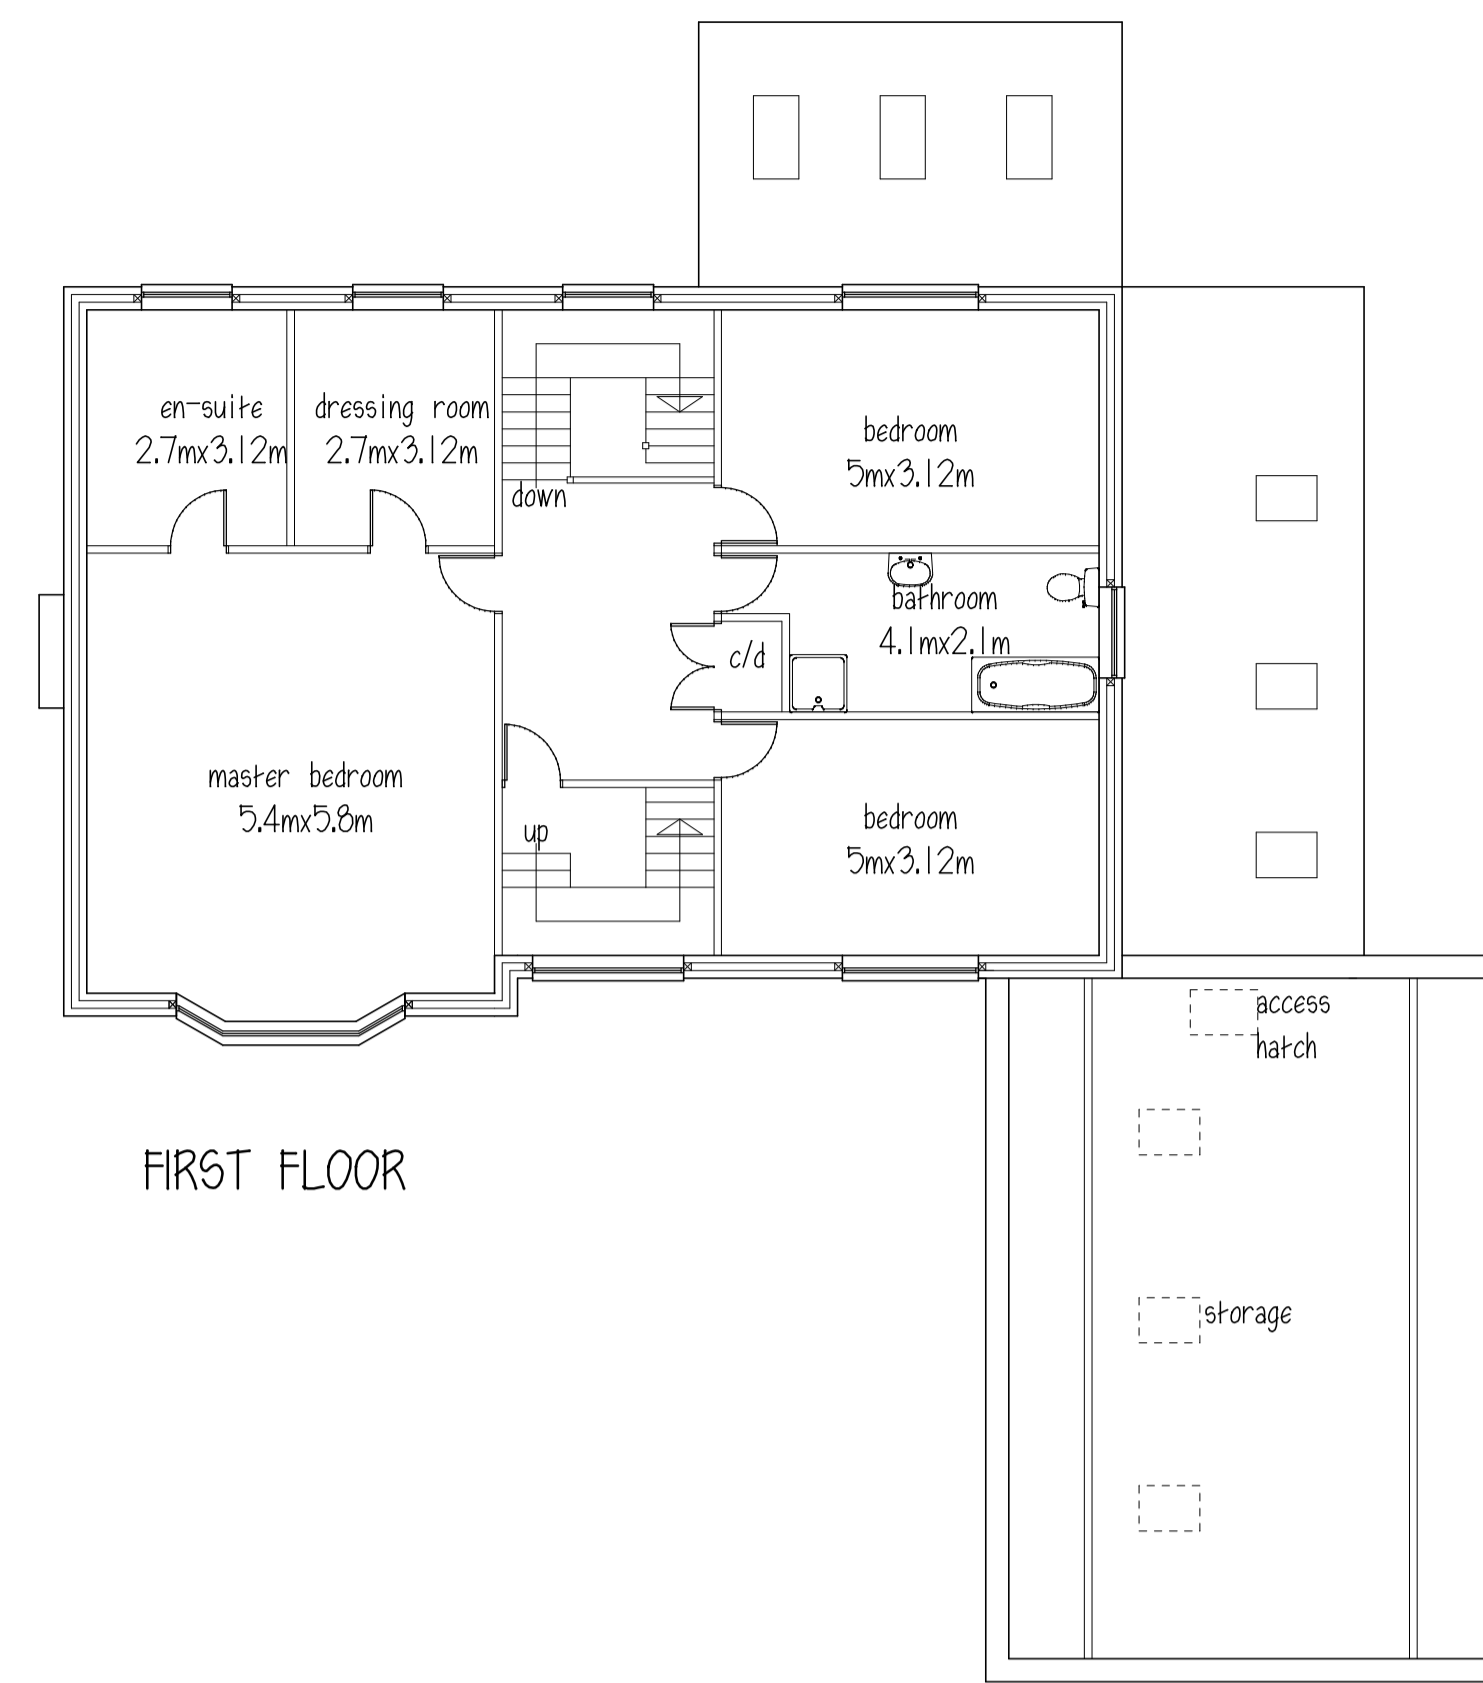 en-suite
2.7mx3.12m
dressing room
2.7mx3.12m
down
bedroom
5mx3.12m
bathroom
4.1mx2.1m
c/d
master bedroom
5.4mx5.8m
up
bedroom
5mx3.12m
access
hatch
FIRST FLOOR
storage